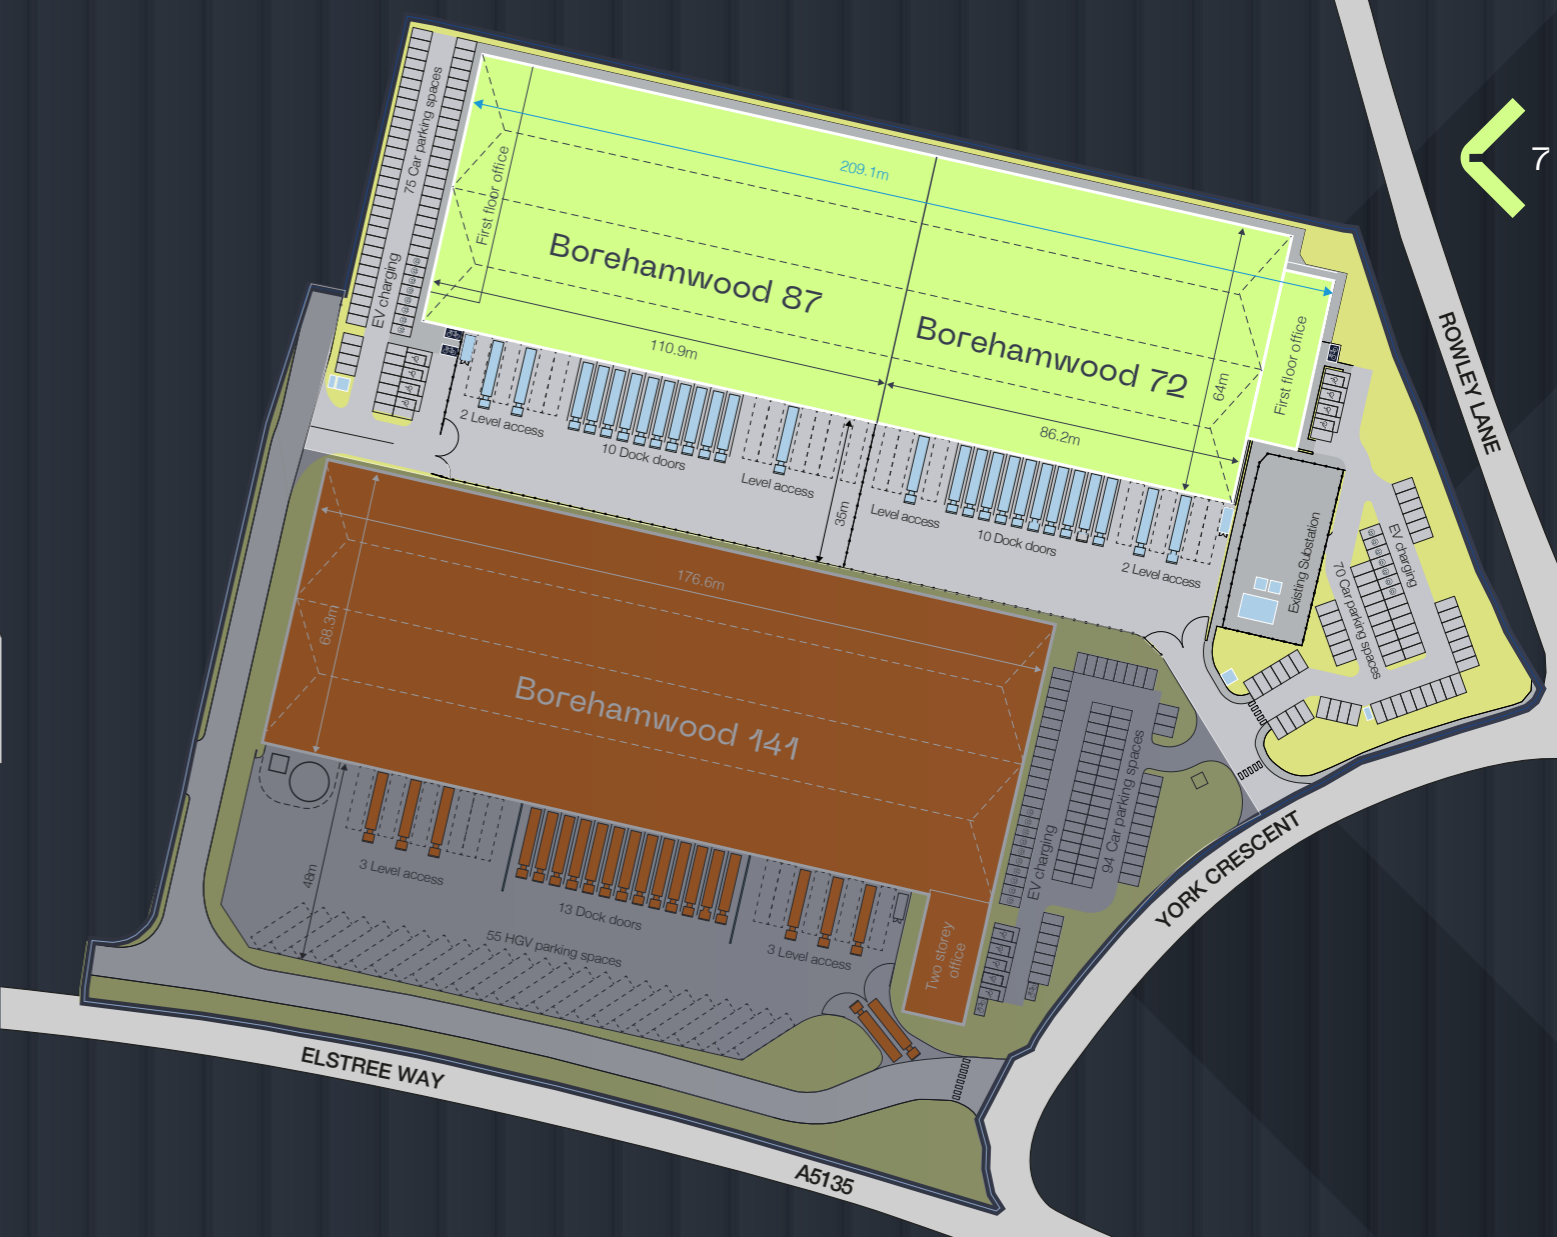 75 Car parking spaces
EV charging
First floor office
209.1m
Borehamwood 87
Borehamwood 72
110.9m
86.2m
64m
First floor office
2 Level access
10 Dock doors
Level access
35m
Level access
10 Dock doors
2 Level access
Existing Substation
EV charging
70 Car parking spaces
ROWLEY LANE
7
176.6m
68.3m
Borehamwood 141
48m
3 Level access
13 Dock doors
55 HGV parking spaces
3 Level access
Two storey
office
EV charging
94 Car parking spaces
YORK CRESCENT
ELSTREE WAY
A5135